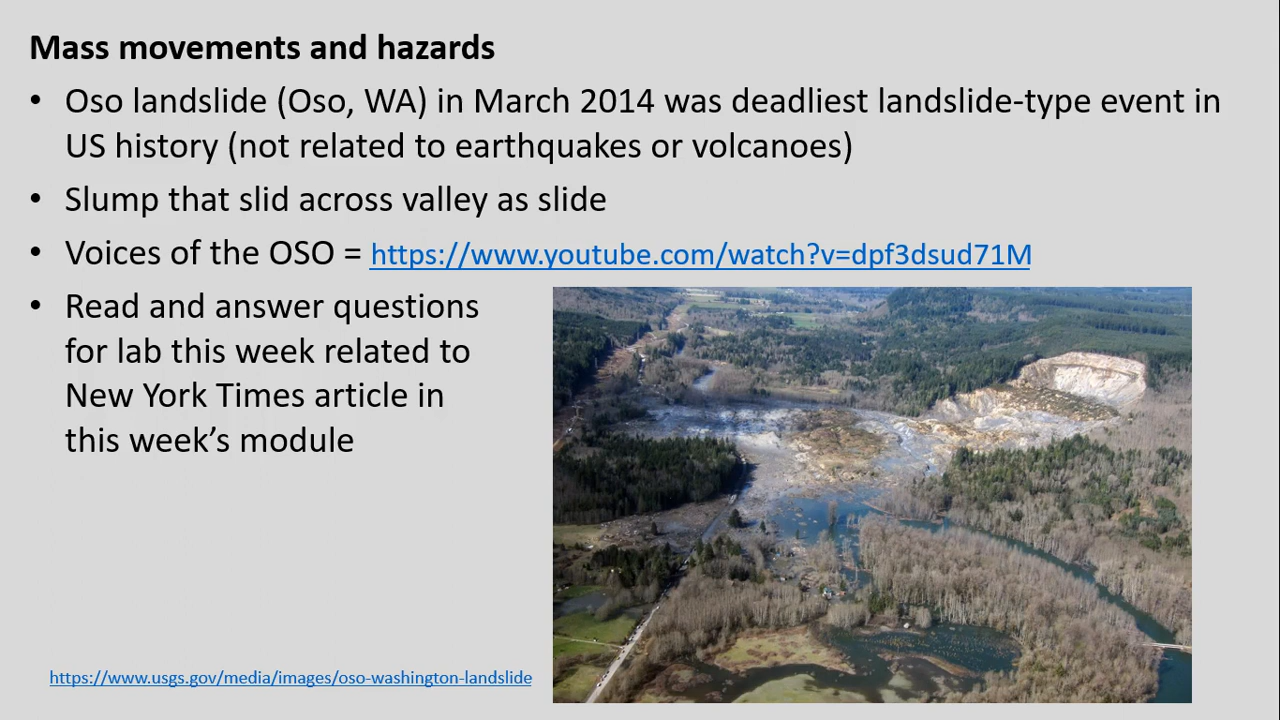 Mass movements and hazards
• Oso landslide (Oso, WA) in March 2014 was deadliest landslide-type event in
US history (not related to earthquakes or volcanoes)
• Slump that slid across valley as slide
• Voices of the OSO = https://www.youtube.com/watch?v=dpf3dsud71M
• Read and answer questions
for lab this week related to
New York Times article in
this week’s module
https://www.usgs.gov/media/images/oso-washington-landslide